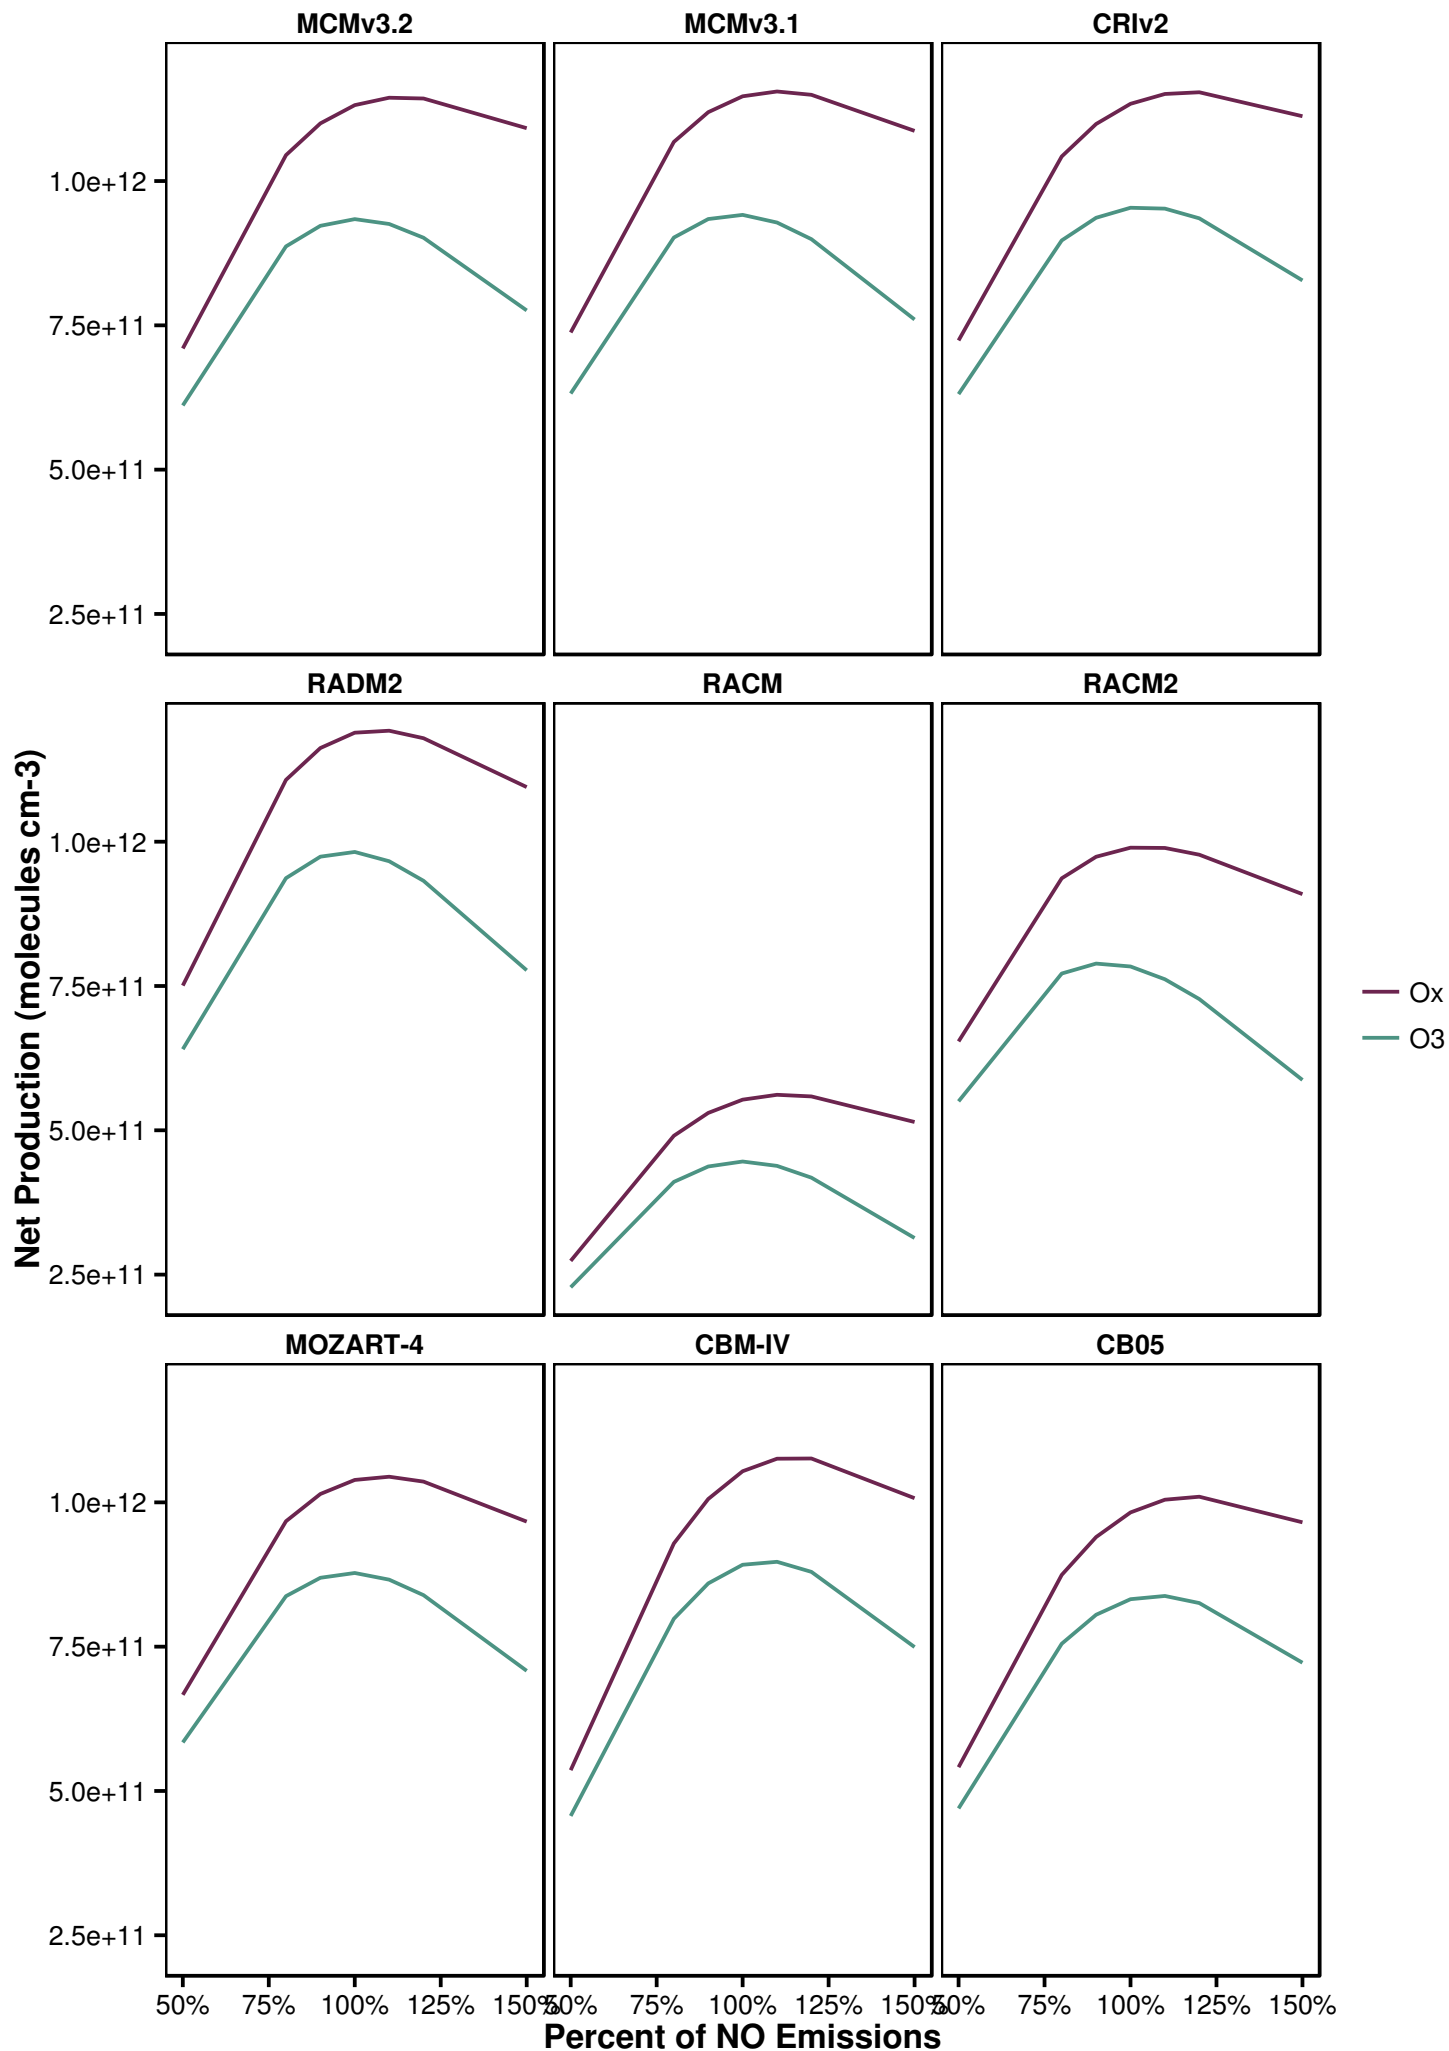 MCMv3.2 MCMv3.1 CRIv2
1.0e+12
7.5e+11
5.0e+11
2.5e+11
RADM2 RACM RACM2
Net Production (molecules cm-3)
1.0e+12
7.5e+11
5.0e+11
2.5e+11
Ox
O3
MOZART-4 CBM-IV CB05
1.0e+12
7.5e+11
5.0e+11
2.5e+11
50% 75% 100% 125% 150% 50% 75% 100% 125% 150% 50% 75% 100% 125% 150%
Percent of NO Emissions